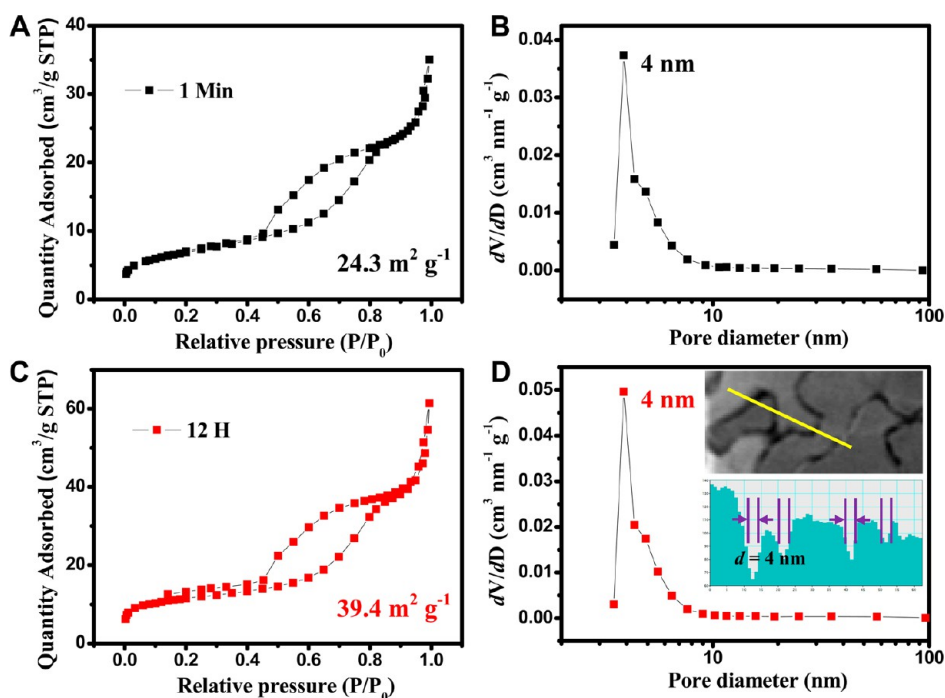 A
Quantity Adsorbed (cm³/g STP)
40
30
20
10
0
1 Min
24.3 m² g⁻¹
0.0 0.2 0.4 0.6 0.8 1.0
Relative pressure (P/P₀)
B
dV/dD (cm³ nm⁻¹ g⁻¹)
0.04
0.03
0.02
0.01
0.00
4 nm
10 100
Pore diameter (nm)
C
Quantity Adsorbed (cm³/g STP)
60
40
20
0
12 H
39.4 m² g⁻¹
0.0 0.2 0.4 0.6 0.8 1.0
Relative pressure (P/P₀)
D
dV/dD (cm³ nm⁻¹ g⁻¹)
0.05
0.04
0.03
0.02
0.01
0.00
4 nm
d = 4 nm
10 100
Pore diameter (nm)